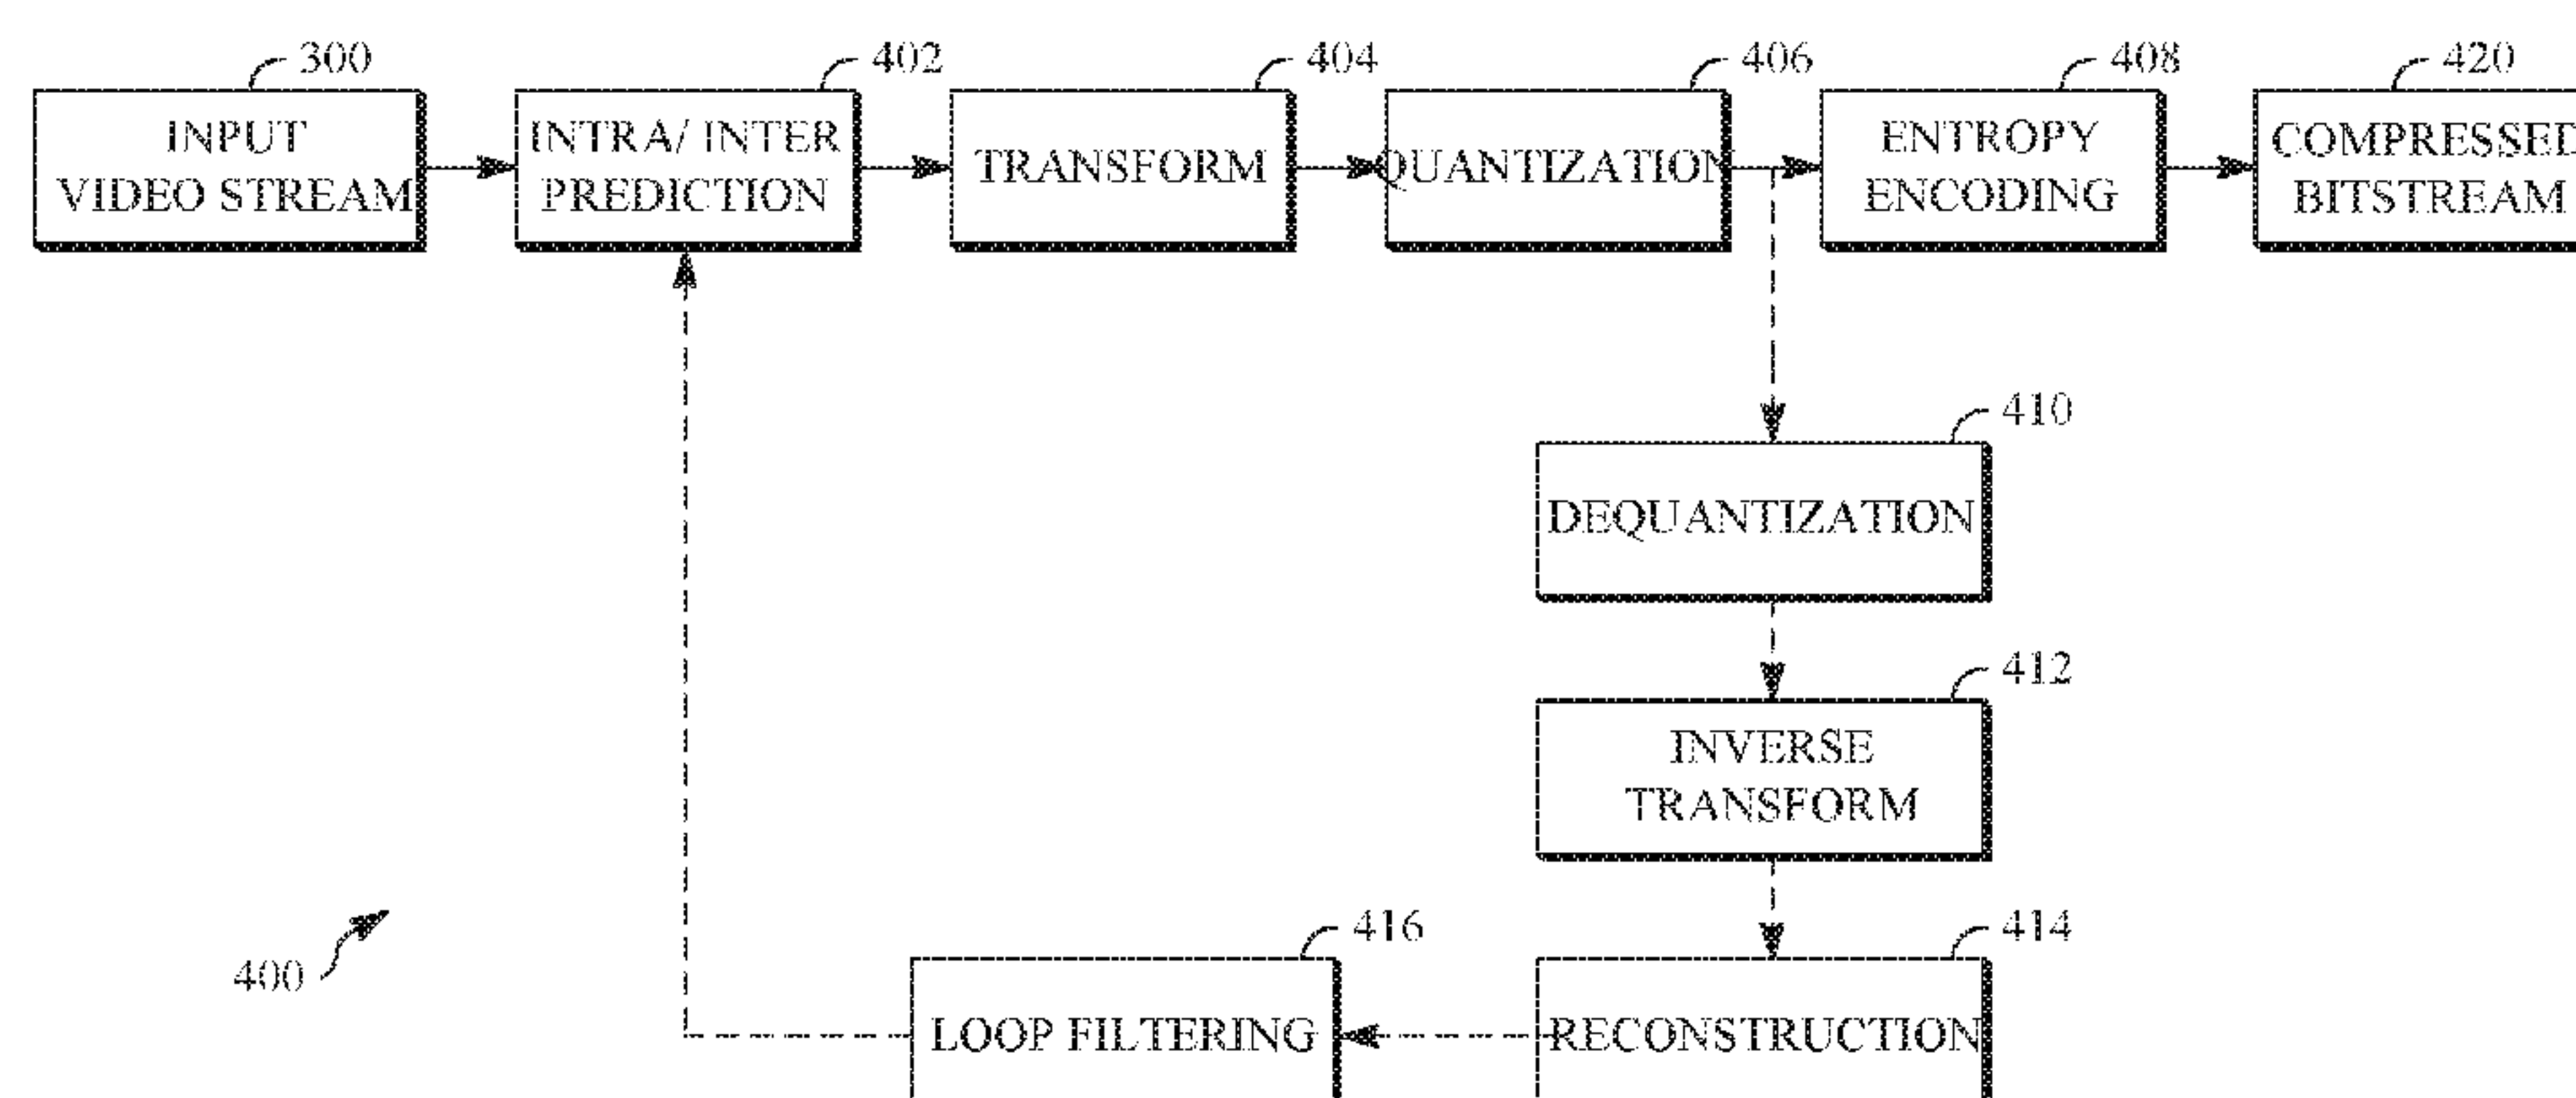 300
402
404
406
408
420
INPUT
VIDEO STREAM
INTRA/ INTER
PREDICTION
TRANSFORM
QUANTIZATION
ENTROPY
ENCODING
COMPRESSED
BITSTREAM
410
DEQUANTIZATION
412
INVERSE
TRANSFORM
416
414
400
LOOP FILTERING
RECONSTRUCTION